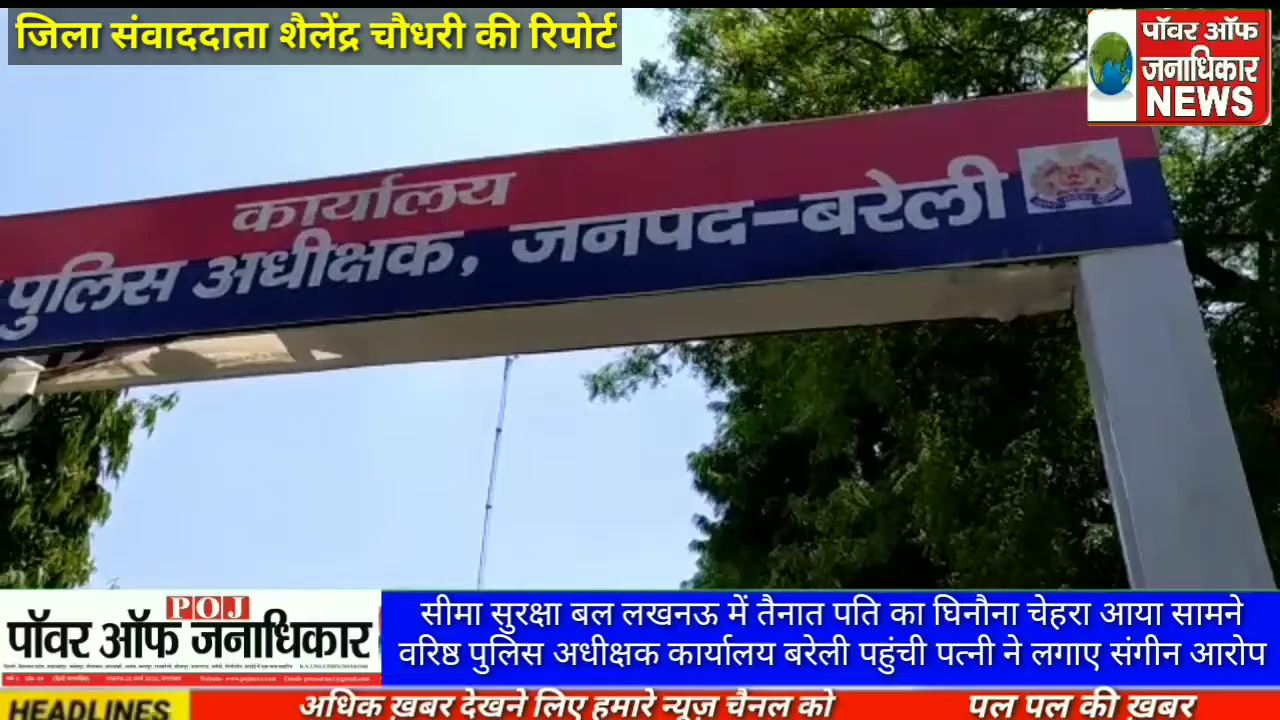 जिला संवाददाता शैलेंद्र चौधरी की रिपोर्ट
पॉवर ऑफ
जनाधिकार
NEWS
कार्यालय
पुलिस अधीक्षक, जनपद-बरेली
POJ
पॉवर ऑफ जनाधिकार
सीमा सुरक्षा बल लखनऊ में तैनात पति का घिनौना चेहरा आया सामने
वरिष्ठ पुलिस अधीक्षक कार्यालय बरेली पहुंची पत्नी ने लगाए संगीन आरोप
HEADLINES
अधिक ख़बर देखने लिए हमारे न्यूज़ चैनल को
पल पल की ख़बर